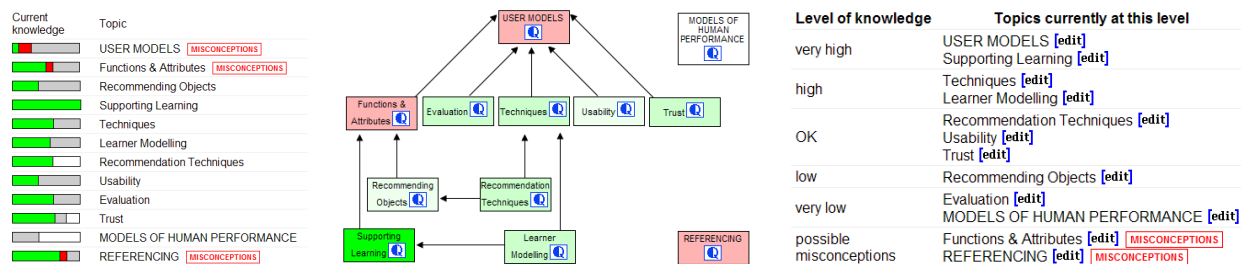 Current
knowledge
Topic
USER MODELS MISCONCEPTIONS
Functions & Attributes MISCONCEPTIONS
Recommending Objects
Supporting Learning
Techniques
Learner Modelling
Recommendation Techniques
Usability
Evaluation
Trust
MODELS OF HUMAN PERFORMANCE
REFERENCING MISCONCEPTIONS
USER MODELS
Q
MODELS OF
HUMAN
PERFORMANCE
Q
Functions &
Attributes Q
Evaluation Q
Techniques Q
Usability Q
Trust Q
Recommending
Objects Q
Recommendation
Techniques Q
Supporting
Learning Q
Learner
Modelling Q
REFERENCING
Q
Level of knowledge Topics currently at this level
very high
USER MODELS [edit]
Supporting Learning [edit]
high
Techniques [edit]
Learner Modelling [edit]
OK
Recommendation Techniques [edit]
Usability [edit]
Trust [edit]
low Recommending Objects [edit]
very low
Evaluation [edit]
MODELS OF HUMAN PERFORMANCE [edit]
possible
misconceptions
Functions & Attributes [edit] MISCONCEPTIONS
REFERENCING [edit] MISCONCEPTIONS